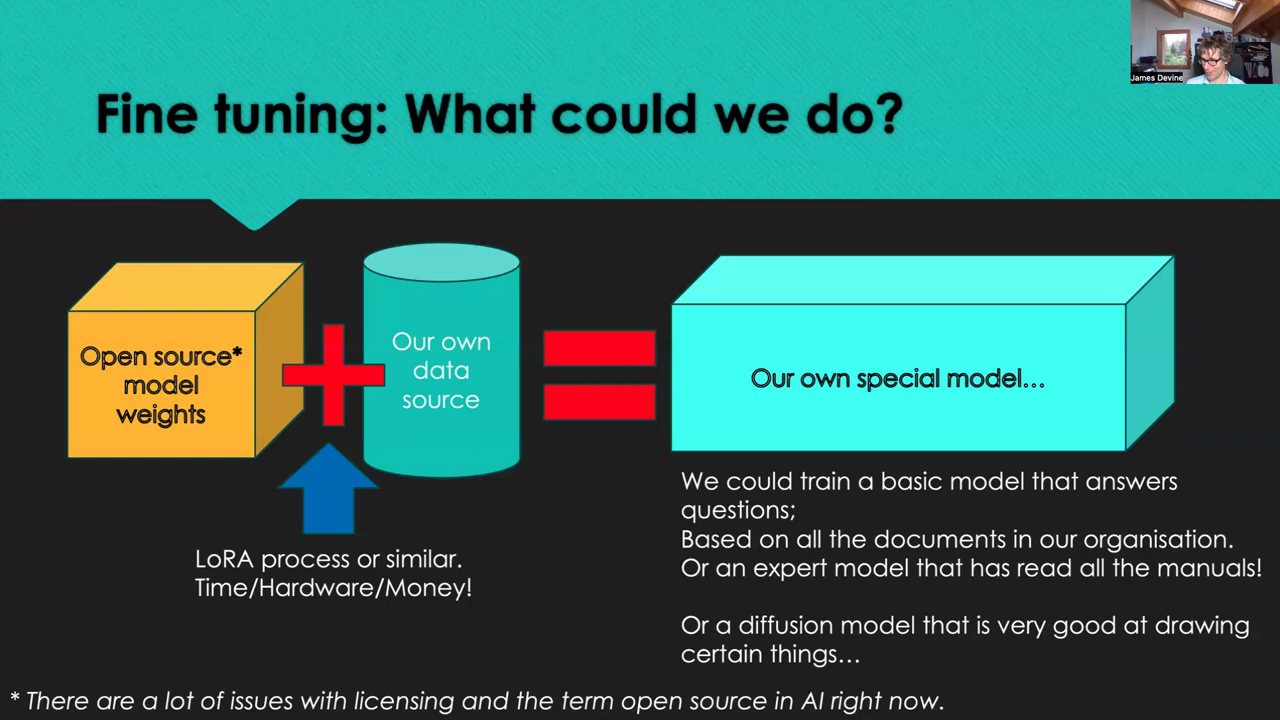 James Devine
Fine tuning: What could we do?
Open source*
model
weights
Our own
data
source
Our own special model...
LoRA process or similar.
Time/Hardware/Money!
We could train a basic model that answers
questions;
Based on all the documents in our organisation.
Or an expert model that has read all the manuals!
Or a diffusion model that is very good at drawing
certain things...
* There are a lot of issues with licensing and the term open source in AI right now.